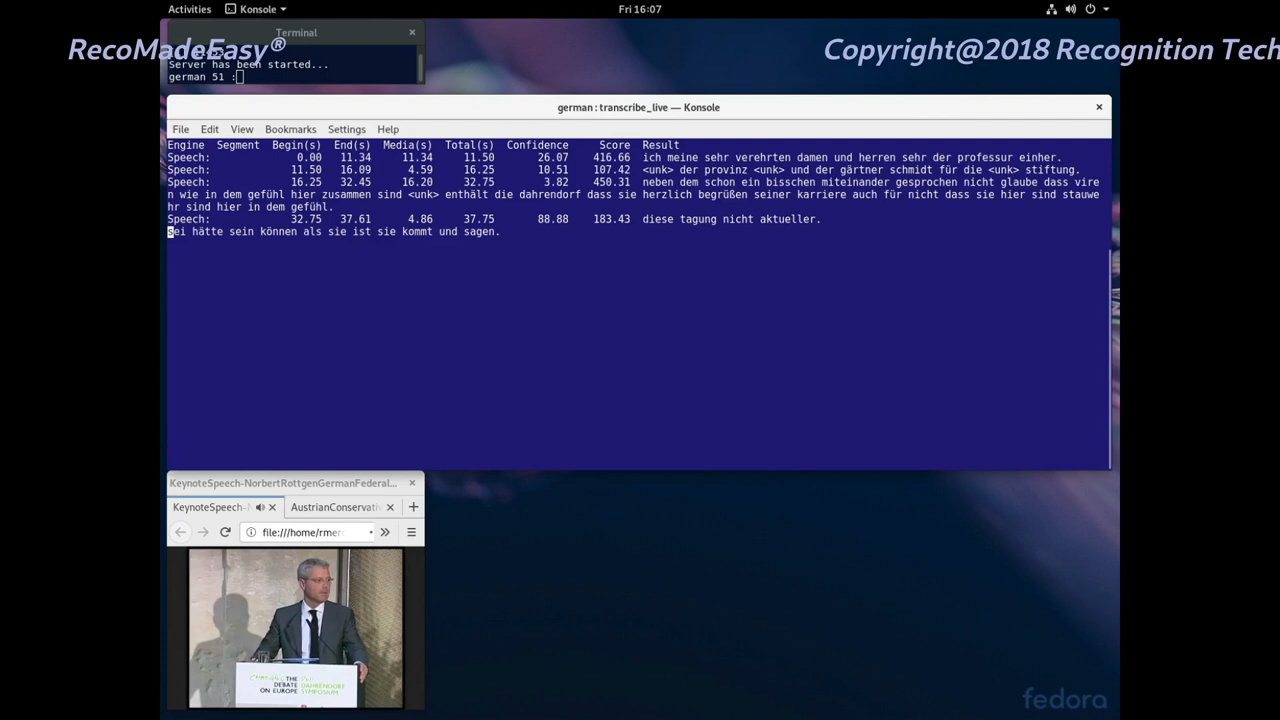 Activities Konsole Fri 16:07
Terminal
RecoMadeEasy® Copyright@2018 Recognition Tech
Server has been started...
german 51 :
german : transcribe_live — Konsole
File Edit View Bookmarks Settings Help
Engine Segment Begin(s) End(s) Media(s) Total(s) Confidence Score Result
Speech: 0.00 11.34 11.34 11.50 26.07 416.66 ich meine sehr verehrten damen und herren sehr der professur einher.
Speech: 11.50 16.09 4.59 16.25 10.51 107.42 <unk> der provinz <unk> und der gärtner schmidt für die <unk> stiftung.
Speech: 16.25 32.45 16.20 32.75 3.82 450.31 neben dem schon ein bisschen miteinander gesprochen nicht glaube dass vire
n wie in dem gefühl hier zusammen sind <unk> enthält die dahrendorf dass sie herzlich begrüßen seiner karriere auch für nicht dass sie hier sind stauwe
hr sind hier in dem gefühl.
Speech: 32.75 37.61 4.86 37.75 88.88 183.43 diese tagung nicht aktueller.
sei hätte sein können als sie ist sie kommt und sagen.
KeynoteSpeech-NorbertRottgenGermanFederal...
KeynoteSpeech-N AustrianConservati
file:///home/rmer
THE
DEBATE DAHRENDORF
ON EUROPE SYMPOSIUM
fedora